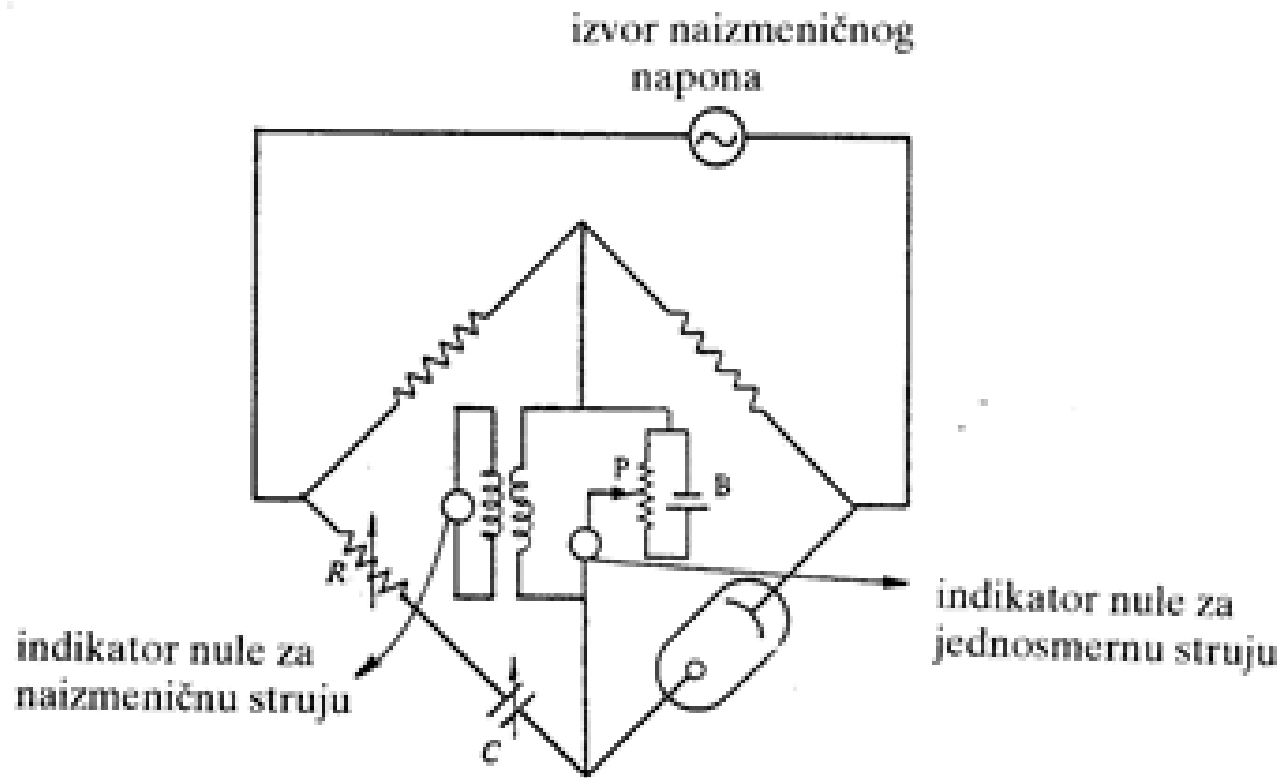 izvor naizmeničnog
napona
P
B
R
indikator nule za
jednosmernu struju
indikator nule za
naizmeničnu struju
C